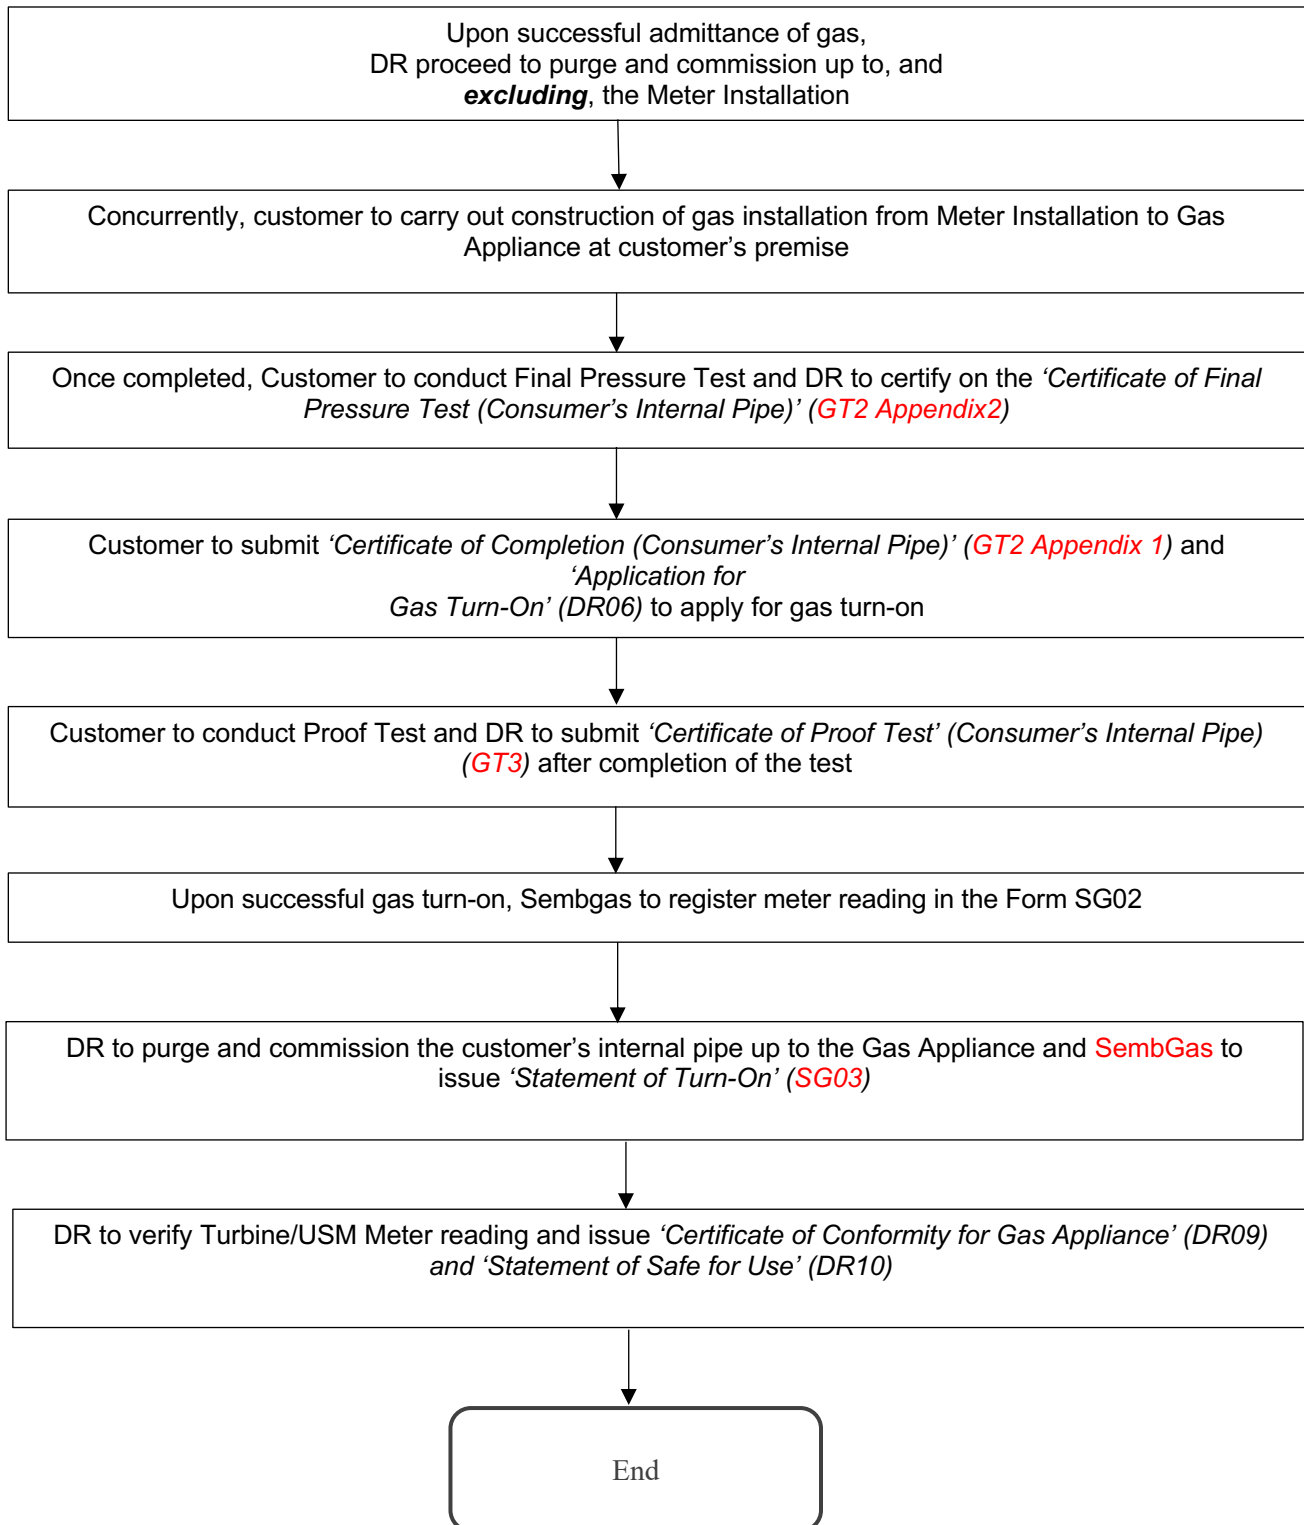 Upon successful admittance of gas,
DR proceed to purge and commission up to, and
excluding, the Meter Installation
Concurrently, customer to carry out construction of gas installation from Meter Installation to Gas
Appliance at customer’s premise
Once completed, Customer to conduct Final Pressure Test and DR to certify on the ‘Certificate of Final
Pressure Test (Consumer’s Internal Pipe)’ (GT2 Appendix2)
Customer to submit ‘Certificate of Completion (Consumer’s Internal Pipe)’ (GT2 Appendix 1) and
‘Application for
Gas Turn-On’ (DR06) to apply for gas turn-on
Customer to conduct Proof Test and DR to submit ‘Certificate of Proof Test’ (Consumer’s Internal Pipe)
(GT3) after completion of the test
Upon successful gas turn-on, Sembgas to register meter reading in the Form SG02
DR to purge and commission the customer’s internal pipe up to the Gas Appliance and SembGas to
issue ‘Statement of Turn-On’ (SG03)
DR to verify Turbine/USM Meter reading and issue ‘Certificate of Conformity for Gas Appliance’ (DR09)
and ‘Statement of Safe for Use’ (DR10)
End